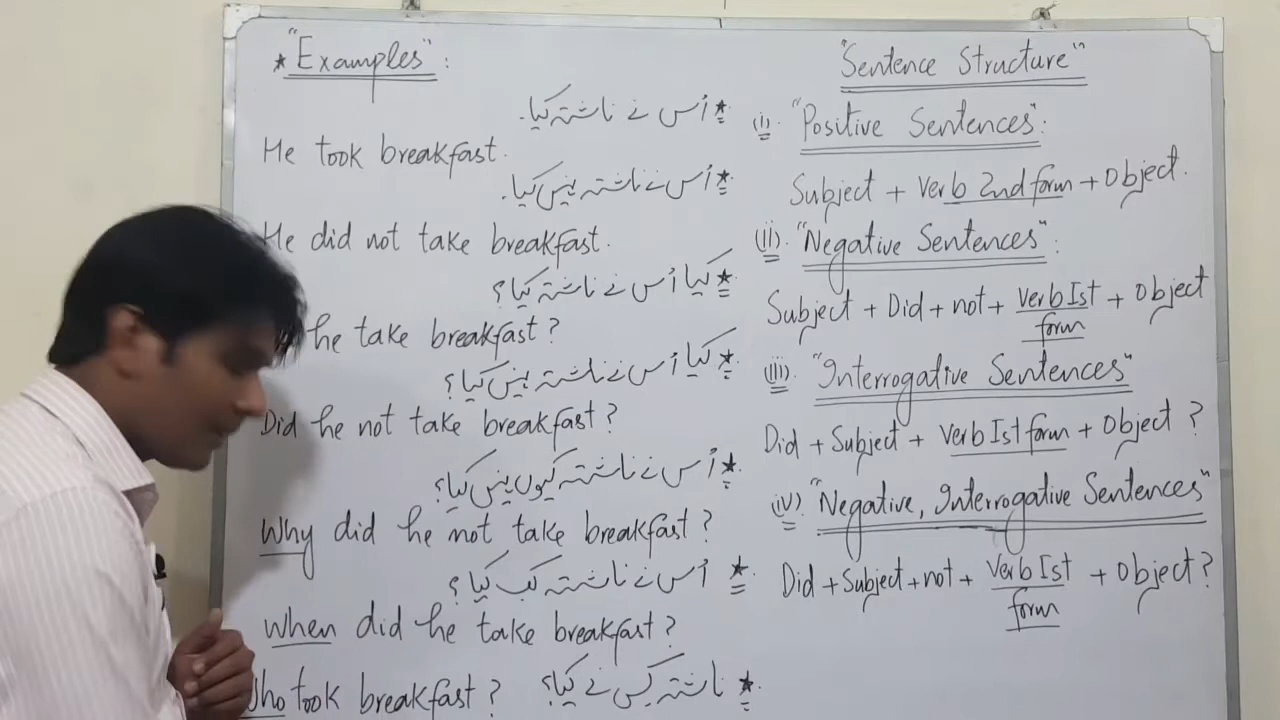 ★ "Examples" :
★ اُس نے ناشتہ کیا۔
He took breakfast.
★ اُس نے ناشتہ نہیں کیا۔
He did not take breakfast.
★ کیا اُس نے ناشتہ کیا؟
he take breakfast?
★ کیا اُس نے ناشتہ نہیں کیا؟
Did he not take breakfast?
★ اُس نے ناشتہ کیوں نہیں کیا؟
Why did he not take breakfast?
★ اُس نے ناشتہ کب کیا؟
When did he take breakfast?
★ ناشتہ کِس نے کیا؟
Who took breakfast?
"Sentence Structure"
(i). "Positive Sentences":
Subject + Verb 2nd form + Object.
(ii). "Negative Sentences":
Subject + Did + not + Verb Ist form + Object
(iii). "Interrogative Sentences"
Did + Subject + Verb Ist form + Object ?
(iv). "Negative, Interrogative Sentences"
Did + Subject + not + Verb Ist form + Object?